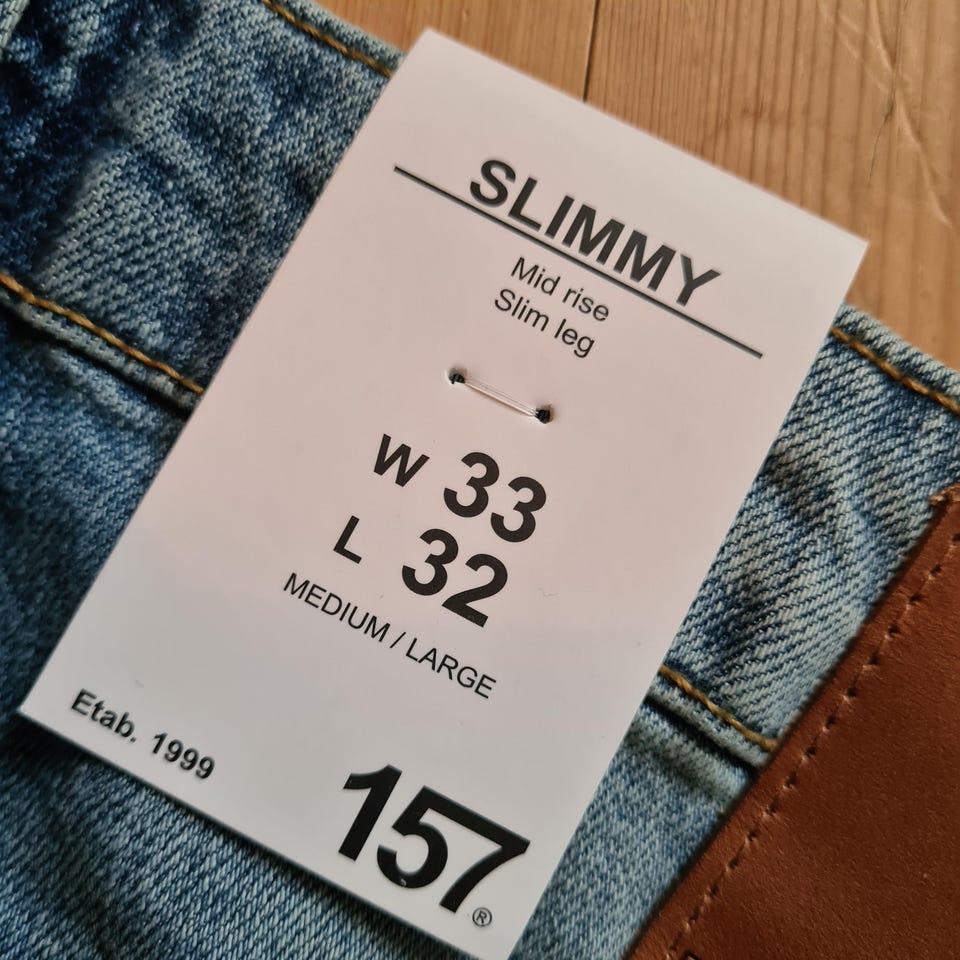 SLIMMY
Mid rise
Slim leg
W 33
L 32
MEDIUM / LARGE
Etab. 1999
157®